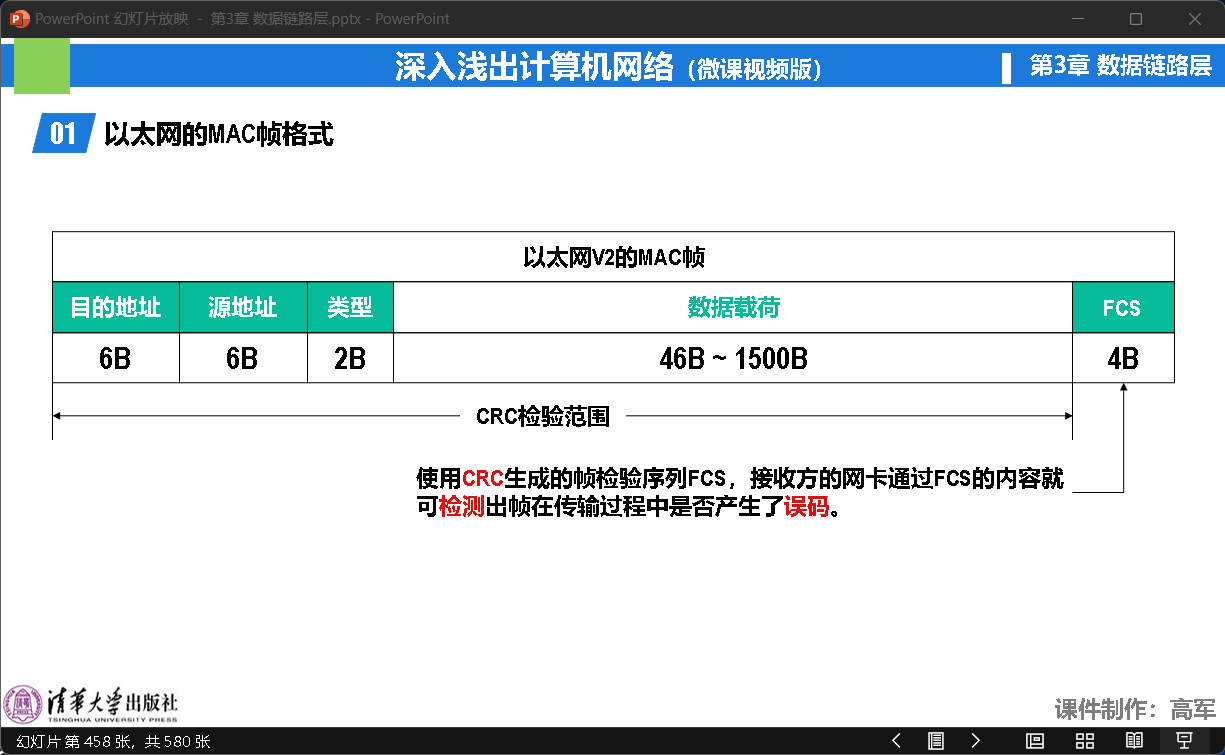 PowerPoint 幻灯片放映 - 第3章 数据链路层.pptx - PowerPoint
深入浅出计算机网络（微课视频版）
第3章 数据链路层
01 以太网的MAC帧格式
以太网V2的MAC帧
目的地址 源地址 类型 数据载荷 FCS
6B 6B 2B 46B ~ 1500B 4B
CRC检验范围
使用CRC生成的帧检验序列FCS，接收方的网卡通过FCS的内容就
可检测出帧在传输过程中是否产生了误码。
清华大学出版社
TSINGHUA UNIVERSITY PRESS
课件制作：高军
幻灯片 第 458 张，共 580 张